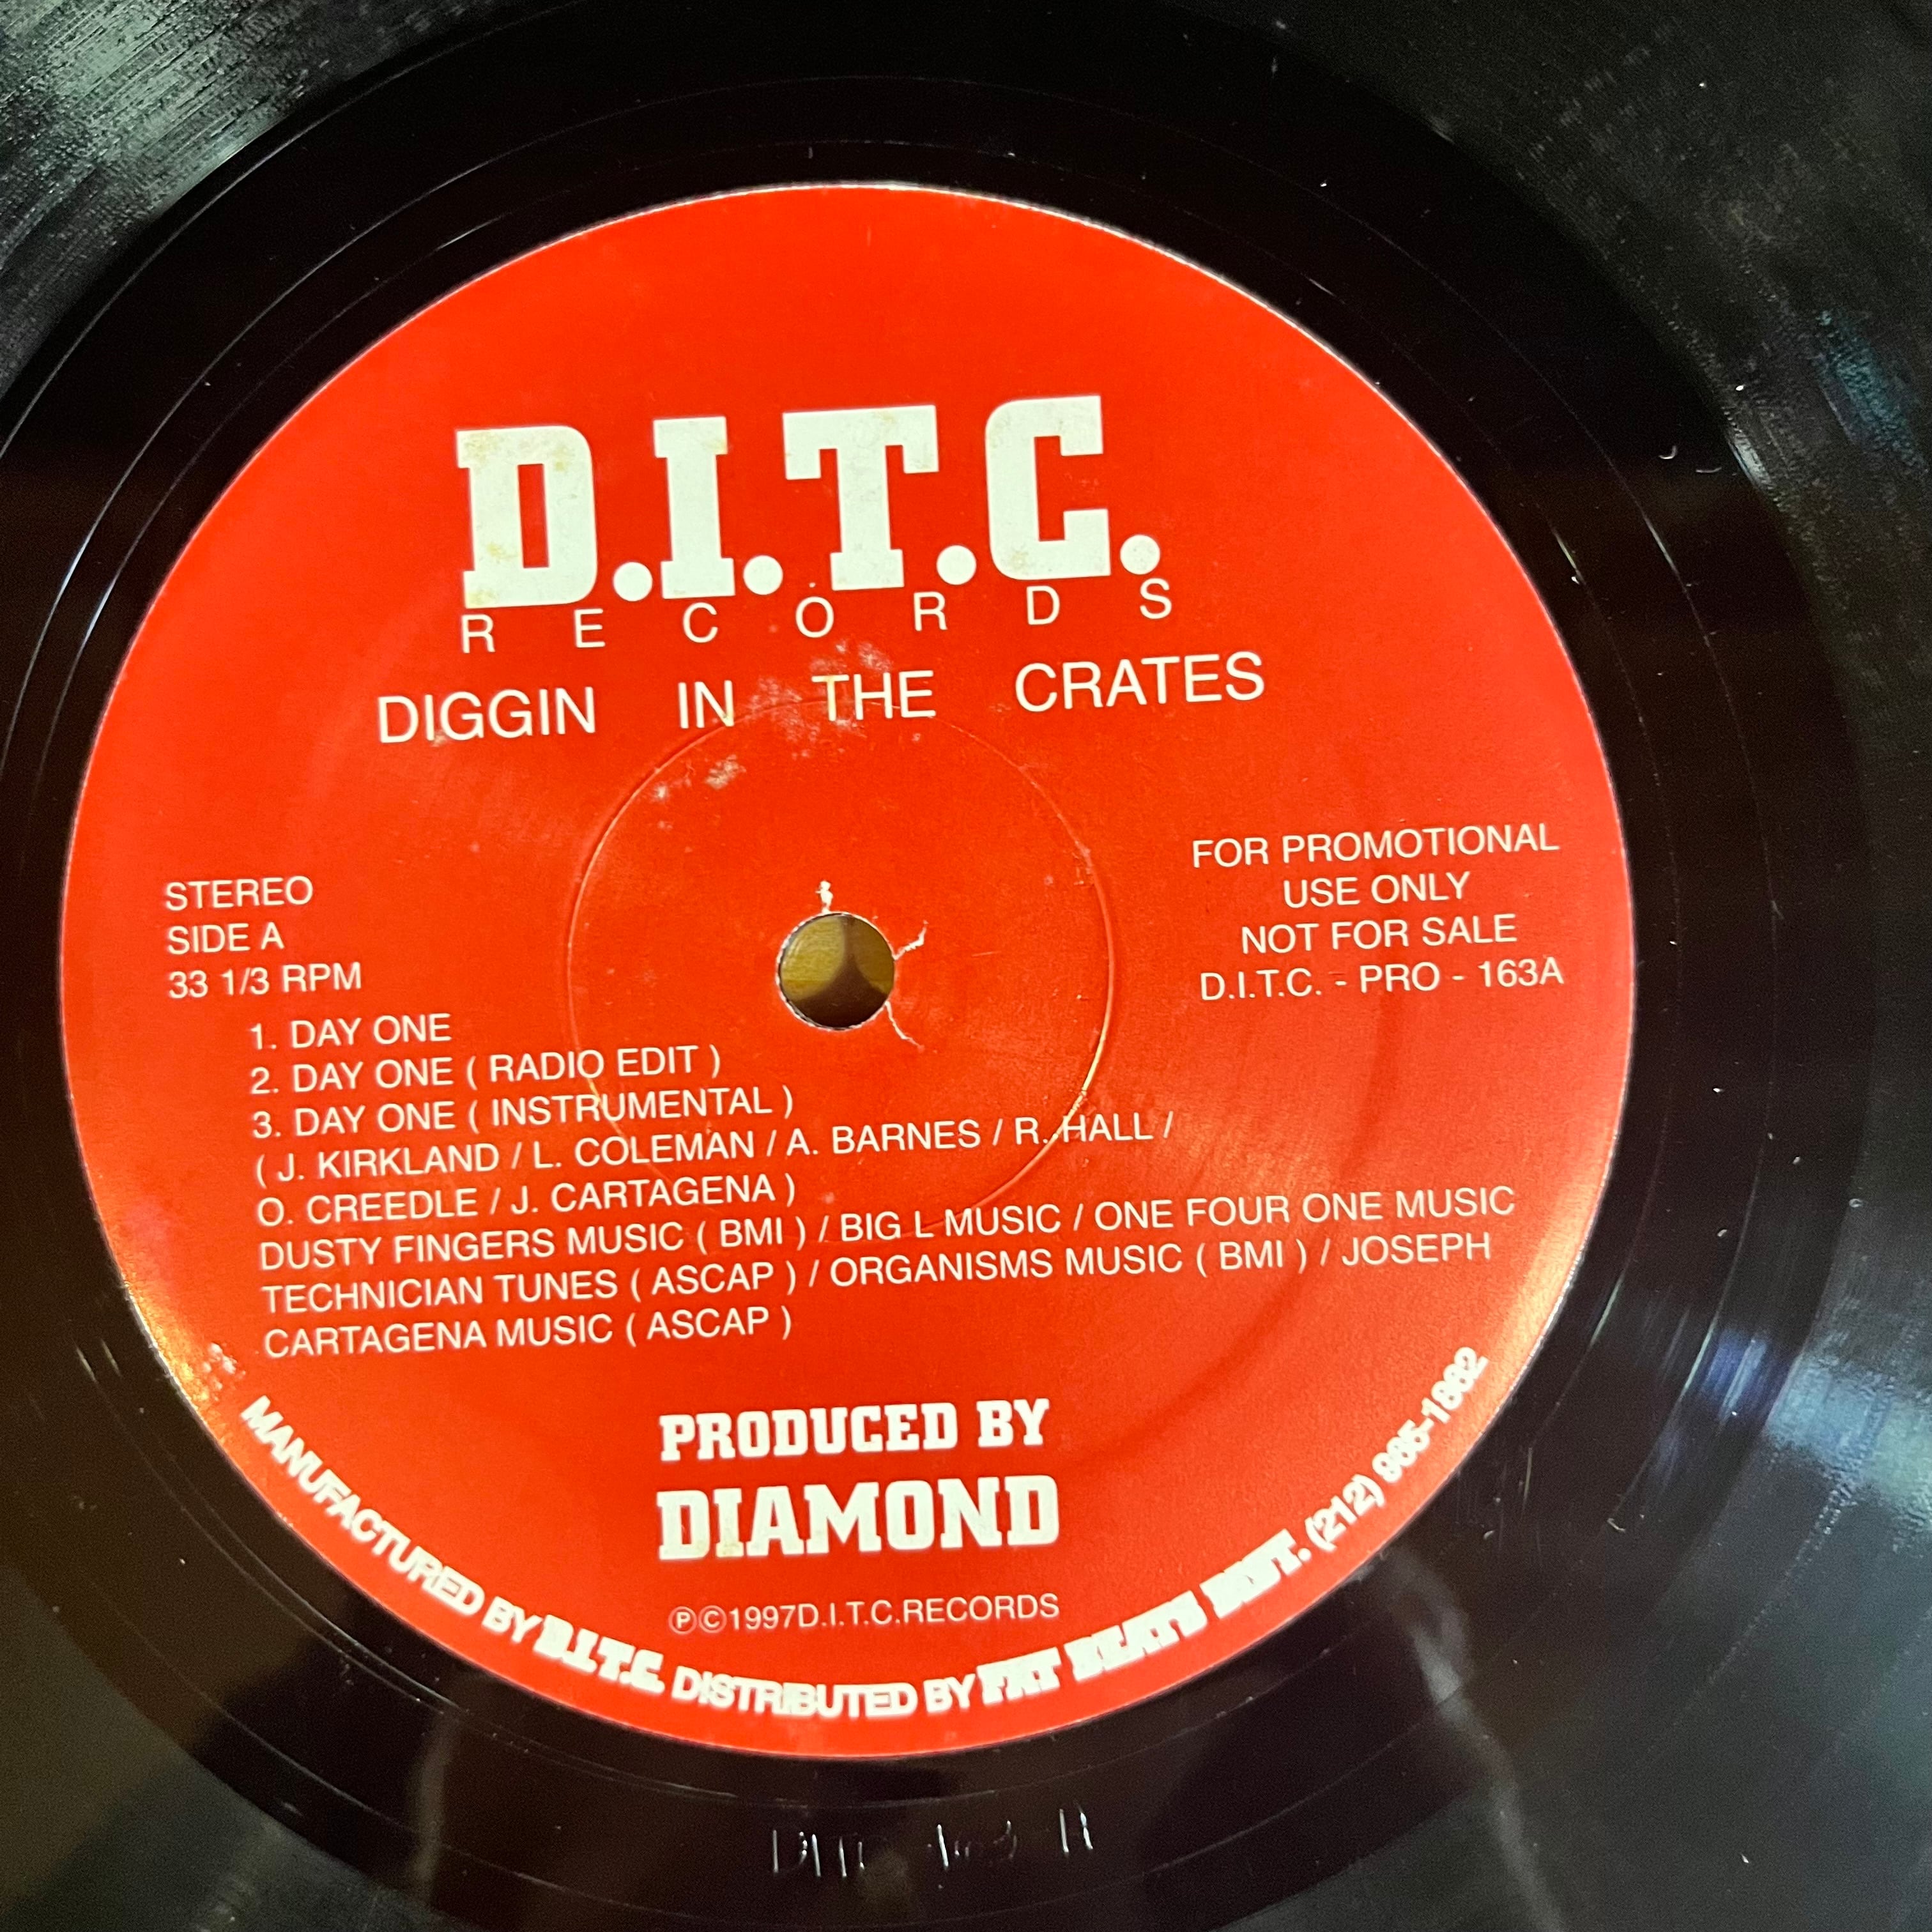 D.I.T.C.
RECORDS
DIGGIN IN THE CRATES
STEREO
SIDE A
33 1/3 RPM
FOR PROMOTIONAL
USE ONLY
NOT FOR SALE
D.I.T.C. - PRO - 163A
1. DAY ONE
2. DAY ONE ( RADIO EDIT )
3. DAY ONE ( INSTRUMENTAL )
( J. KIRKLAND / L. COLEMAN / A. BARNES / R. HALL /
O. CREEDLE / J. CARTAGENA )
DUSTY FINGERS MUSIC ( BMI ) / BIG L MUSIC / ONE FOUR ONE MUSIC
TECHNICIAN TUNES ( ASCAP ) / ORGANISMS MUSIC ( BMI ) / JOSEPH
CARTAGENA MUSIC ( ASCAP )
PRODUCED BY
DIAMOND
ⓅⒸ1997D.I.T.C.RECORDS
MANUFACTURED BY D.I.T.C. DISTRIBUTED BY FAT BEATS DIST. (212)